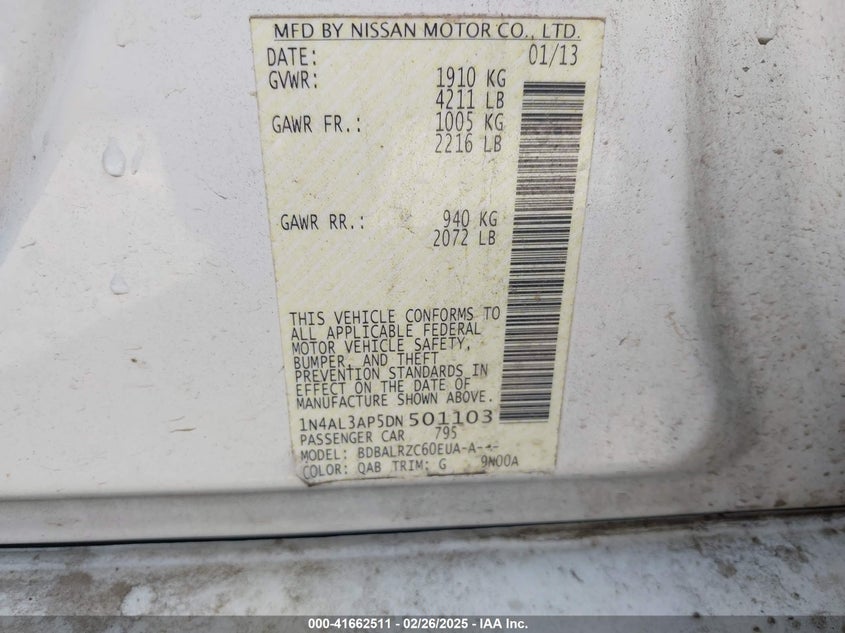 MFD BY NISSAN MOTOR CO., LTD.
DATE: 01/13
GVWR: 1910 KG
4211 LB
GAWR FR.: 1005 KG
2216 LB
GAWR RR.: 940 KG
2072 LB
THIS VEHICLE CONFORMS TO
ALL APPLICABLE FEDERAL
MOTOR VEHICLE SAFETY,
BUMPER, AND THEFT
PREVENTION STANDARDS IN
EFFECT ON THE DATE OF
MANUFACTURE SHOWN ABOVE.
1N4AL3AP5DN501103
PASSENGER CAR 795
MODEL: BDBALRZC60EUA-A---
COLOR: QAB TRIM: G 9N00A
000-41662511 - 02/26/2025 - IAA Inc.